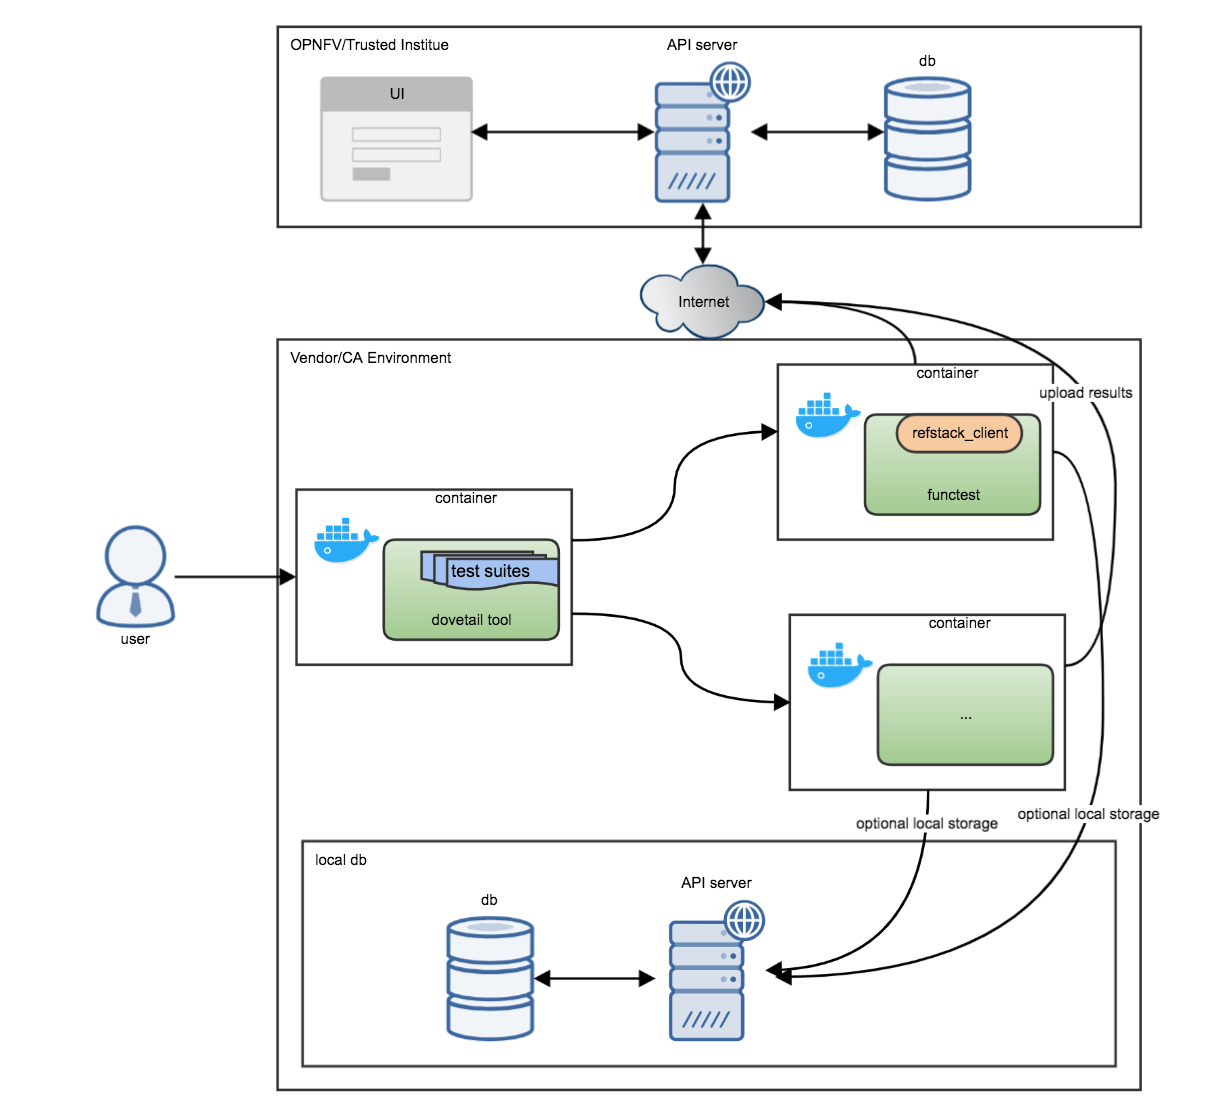 OPNFV/Trusted Institue
API server
db
UI
Internet
Vendor/CA Environment
container
upload results
refstack_client
functest
container
test suites
dovetail tool
user
container
...
optional local storage
optional local storage
local db
API server
db